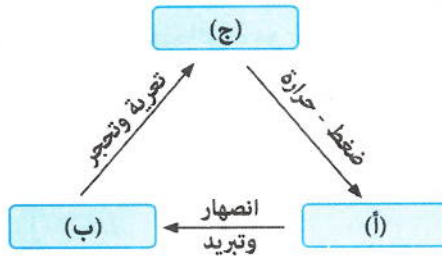 (ج)
تعرية وتحجر
ضغط - حرارة
انصهار
وتبريد
(أ)
(ب)